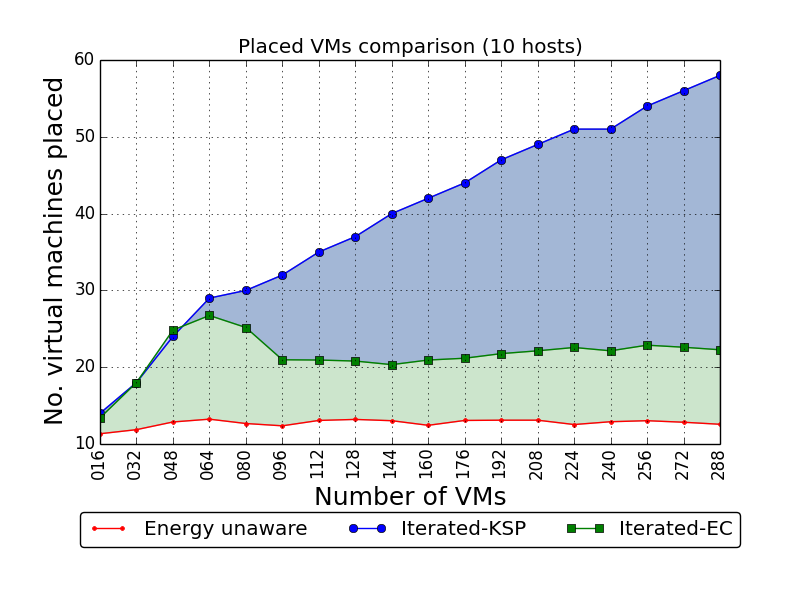 Placed VMs comparison (10 hosts)
No. virtual machines placed
60
50
40
30
20
10
016 032 048 064 080 096 112 128 144 160 176 192 208 224 240 256 272 288
Number of VMs
Energy unaware Iterated-KSP Iterated-EC